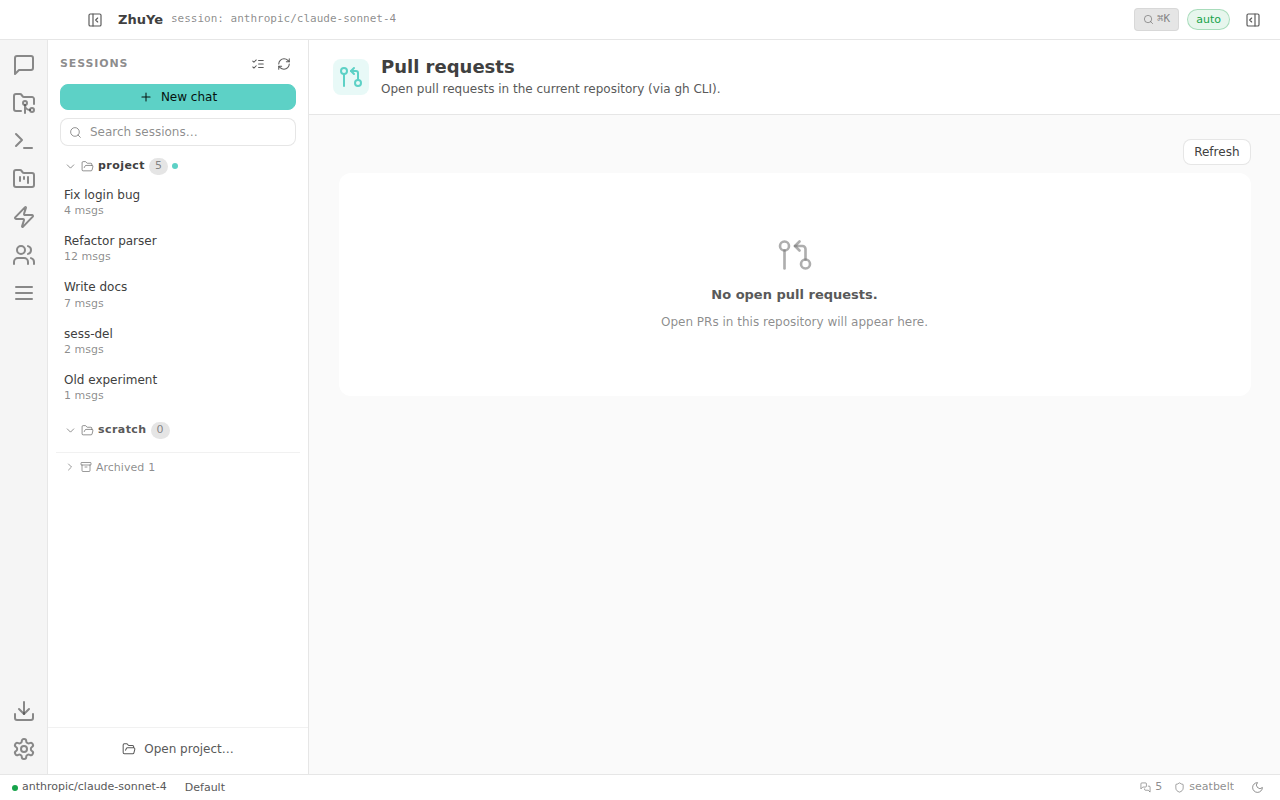 ZhuYe session: anthropic/claude-sonnet-4
⌘K
auto
SESSIONS
New chat
Search sessions…
project 5
Fix login bug
4 msgs
Refactor parser
12 msgs
Write docs
7 msgs
sess-del
2 msgs
Old experiment
1 msgs
scratch 0
Archived 1
Open project…
Pull requests
Open pull requests in the current repository (via gh CLI).
Refresh
No open pull requests.
Open PRs in this repository will appear here.
anthropic/claude-sonnet-4 Default
5 seatbelt